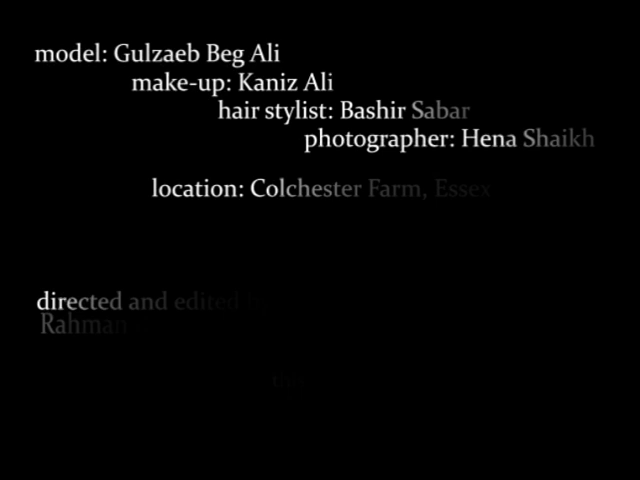 model: Gulzaeb Beg Ali
make-up: Kaniz Ali
hair stylist: Bashir Sabar
photographer: Hena Shaikh
location: Colchester Farm, Essex
directed and edited by
Rahman